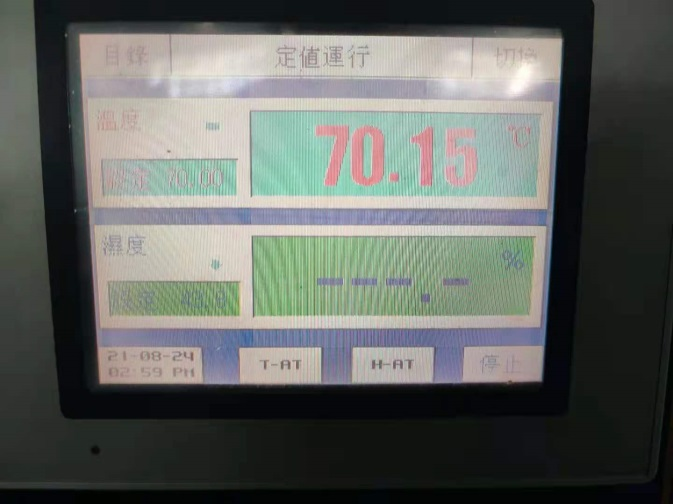 目錄 定值運行 切換
溫度
70.15 ℃
設定 70.00
濕度
%
----.-
21-08-24
02:59 PM
T-AT H-AT 停止